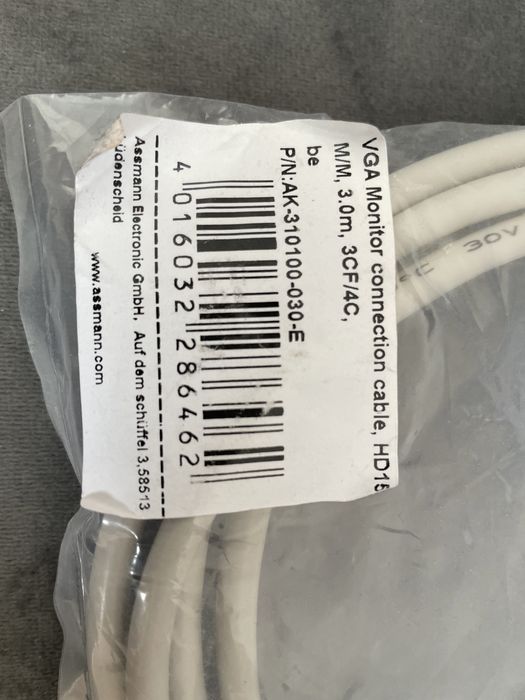 VGA Monitor connection cable, HD15
M/M, 3.0m, 3CF/4C,
be
P/N:AK-310100-030-E
4 016032 286462
Assmann Electronic GmbH, Auf dem schüffel 3,58513
üdenscheid
www.assmann.com
30V